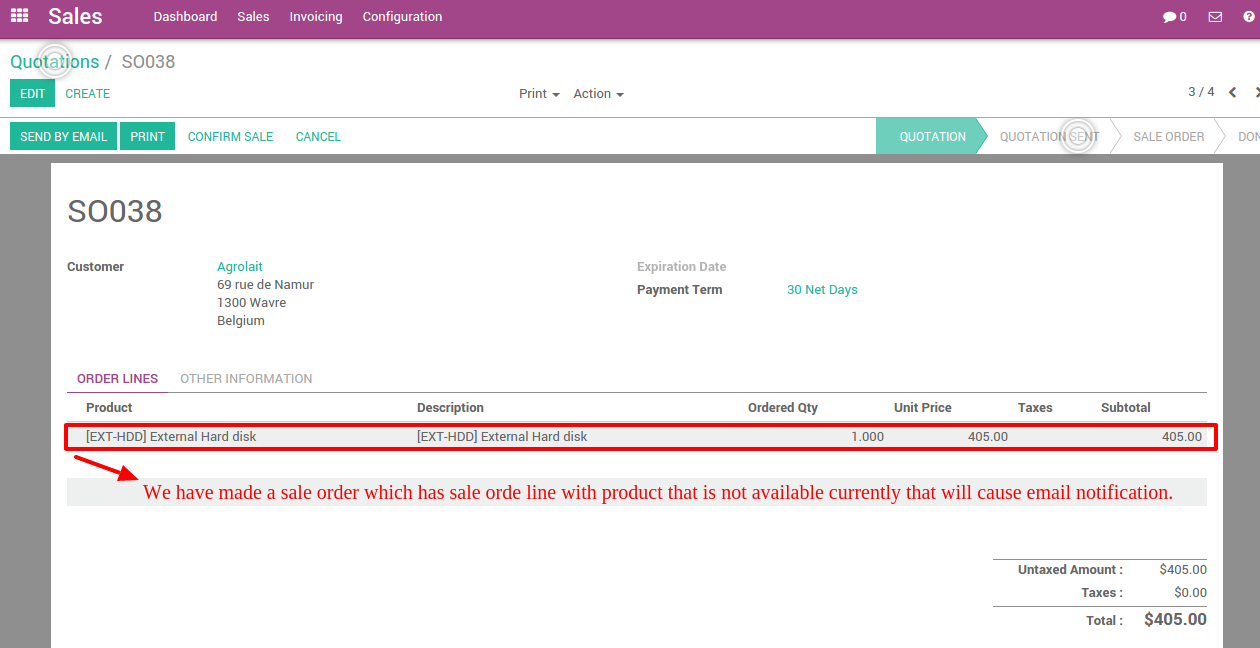 Sales Dashboard Sales Invoicing Configuration 0
Quotations / SO038
EDIT CREATE Print Action 3 / 4
SEND BY EMAIL PRINT CONFIRM SALE CANCEL QUOTATION QUOTATION SENT SALE ORDER DON
SO038
Customer Agrolait Expiration Date
69 rue de Namur Payment Term 30 Net Days
1300 Wavre
Belgium
ORDER LINES OTHER INFORMATION
Product Description Ordered Qty Unit Price Taxes Subtotal
[EXT-HDD] External Hard disk [EXT-HDD] External Hard disk 1.000 405.00 405.00
We have made a sale order which has sale orde line with product that is not available currently that will cause email notification.
Untaxed Amount : $405.00
Taxes : $0.00
Total : $405.00